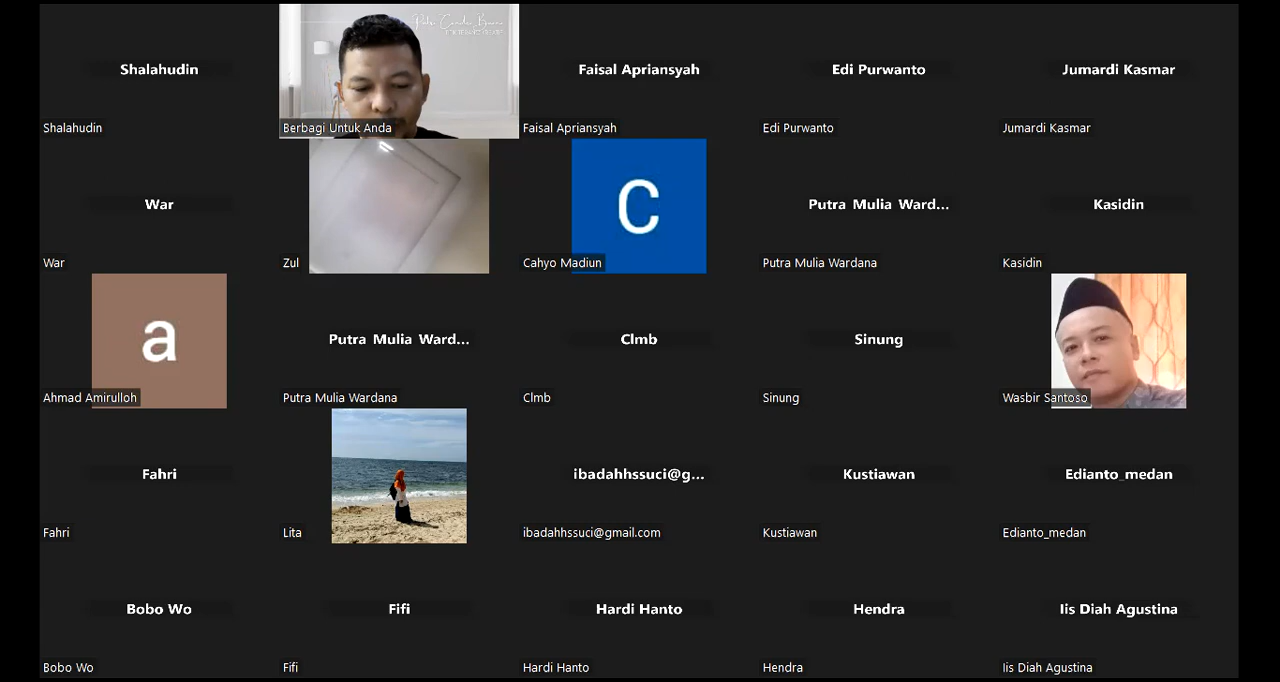 Shalahudin
Faisal Apriansyah
Edi Purwanto
Jumardi Kasmar
Shalahudin
Berbagi Untuk Anda
Faisal Apriansyah
Edi Purwanto
Jumardi Kasmar
War
C
Putra Mulia Ward...
Kasidin
War
Zul
Cahyo Madiun
Putra Mulia Wardana
Kasidin
a
Putra Mulia Ward...
Clmb
Sinung
Ahmad Amirulloh
Putra Mulia Wardana
Clmb
Sinung
Wasbir Santoso
Fahri
ibadahhssuci@g...
Kustiawan
Edianto_medan
Fahri
Lita
ibadahhssuci@gmail.com
Kustiawan
Edianto_medan
Bobo Wo
Fifi
Hardi Hanto
Hendra
Iis Diah Agustina
Bobo Wo
Fifi
Hardi Hanto
Hendra
Iis Diah Agustina